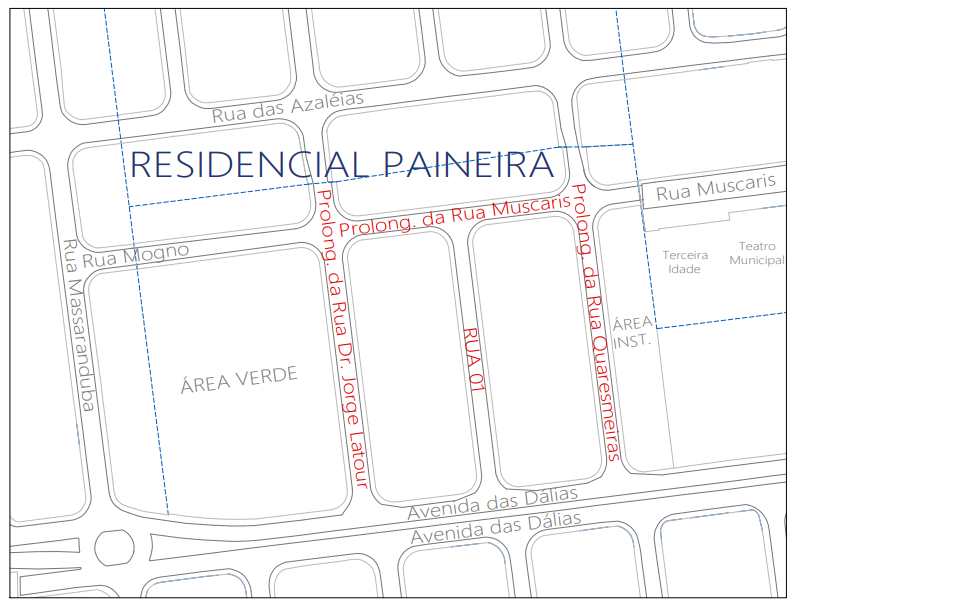 Rua das Azaléias
RESIDENCIAL PAINEIRA
Rua Muscaris
Prolong. da Rua Muscaris
Prolong. da Rua Dr. Jorge Latour
Prolong. da Rua Quaresmeiras
Rua Mogno
Rua Massaranduba
Terceira
Idade
Teatro
Municipal
ÁREA
INST.
RUA 01
ÁREA VERDE
Avenida das Dálias
Avenida das Dálias